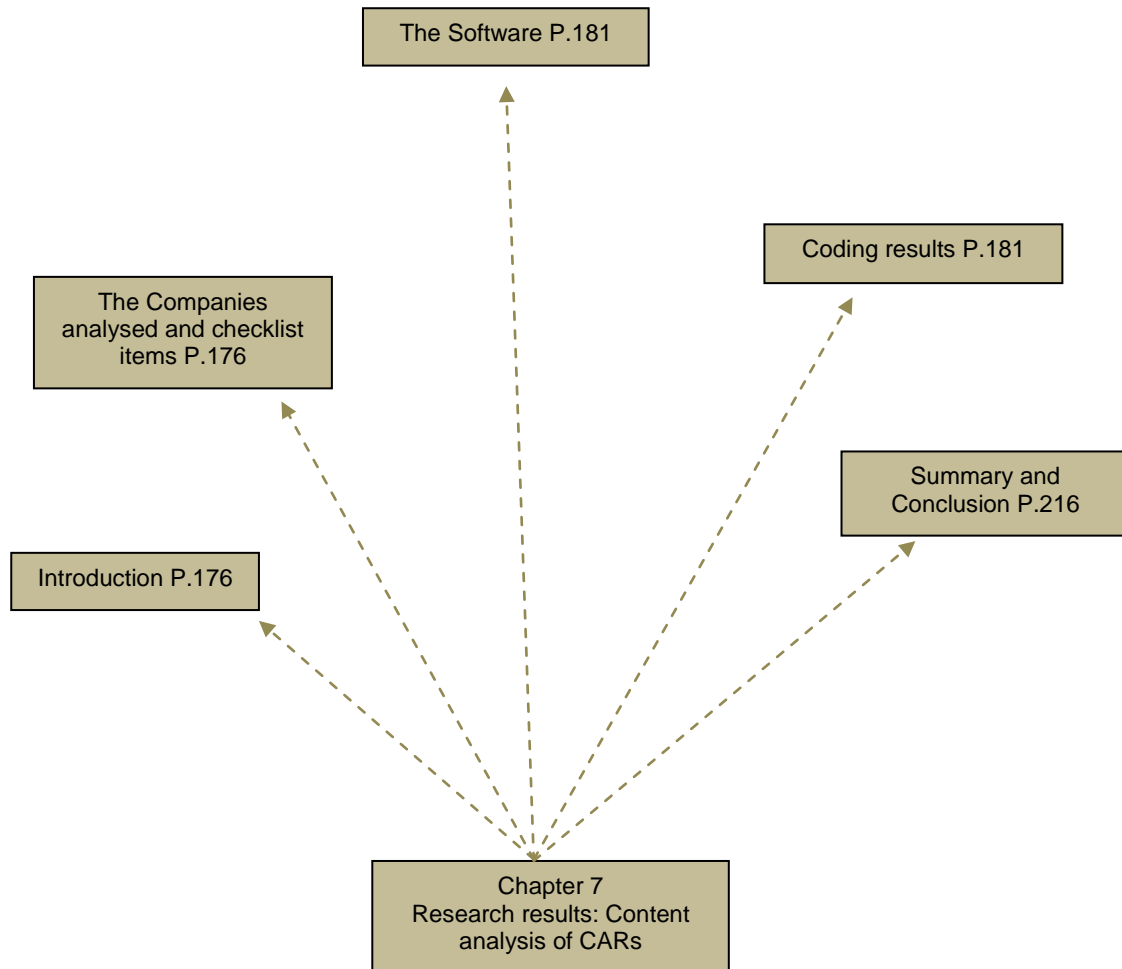 The Software P.181
Coding results P.181
The Companies
analysed and checklist
items P.176
Summary and
Conclusion P.216
Introduction P.176
Chapter 7
Research results: Content
analysis of CARs